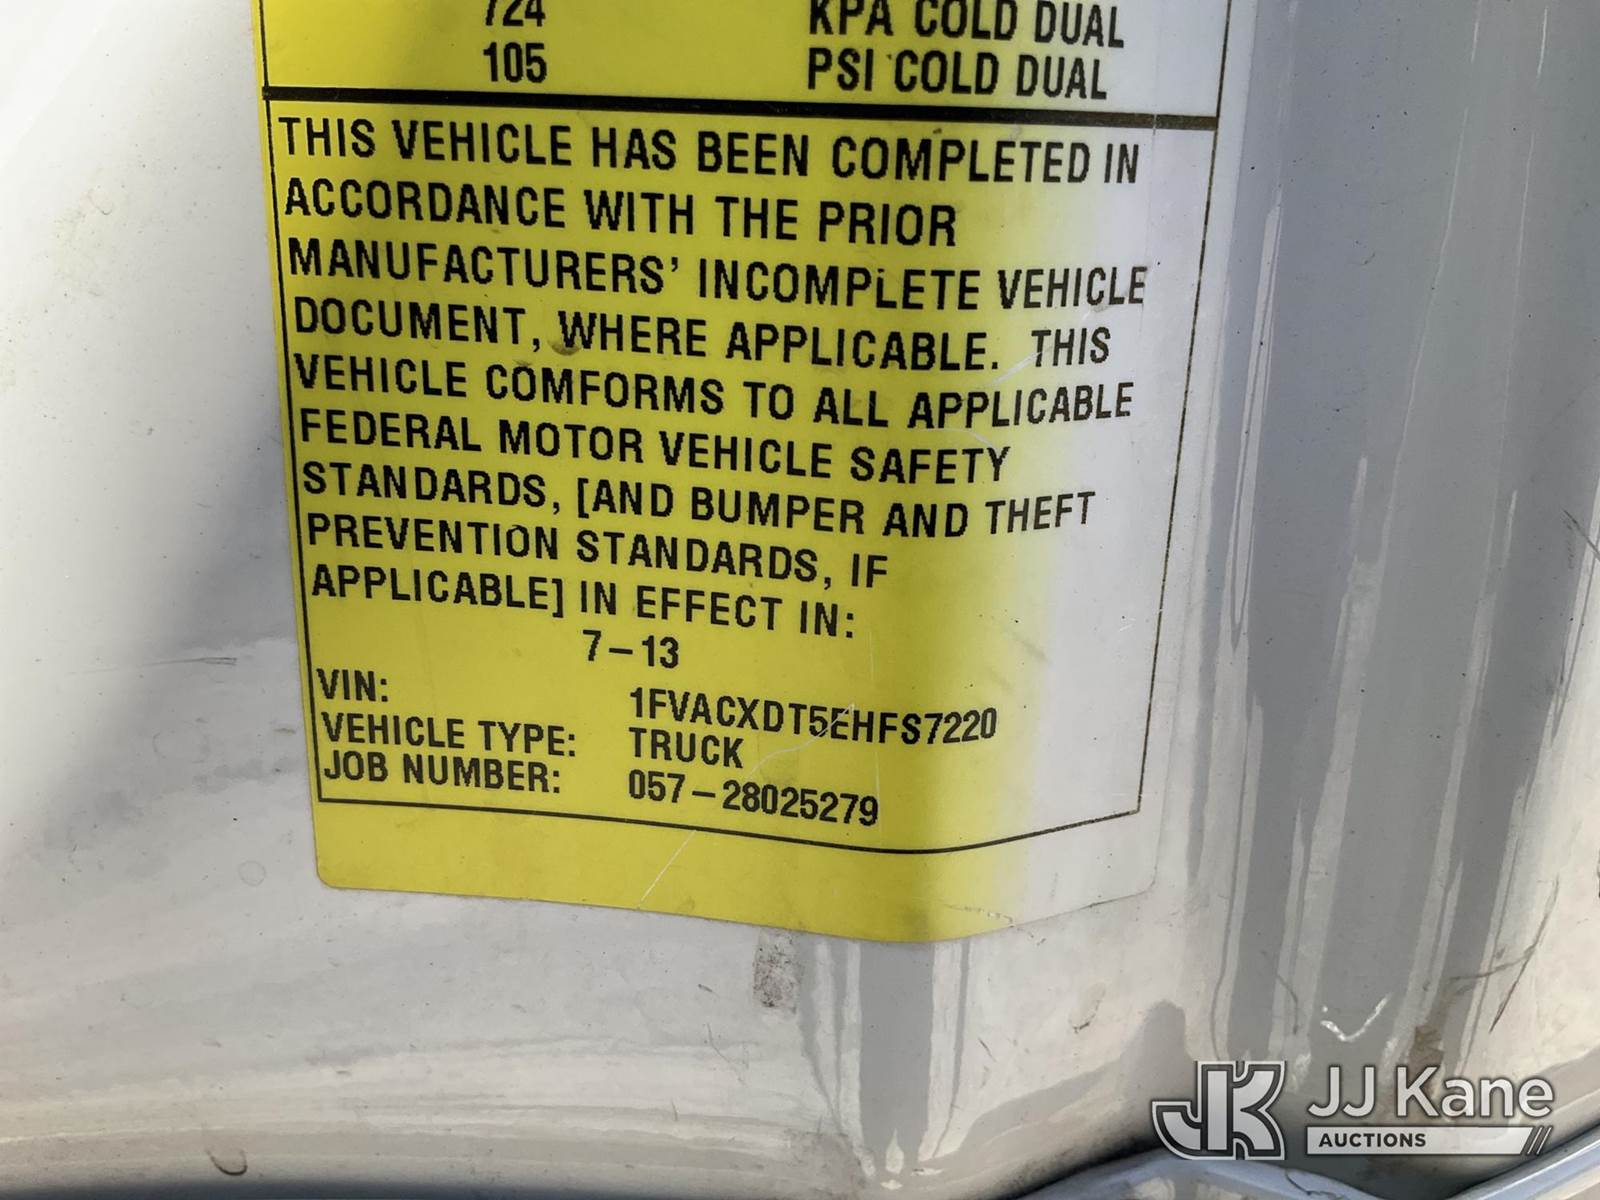 724 KPA COLD DUAL
105 PSI COLD DUAL
THIS VEHICLE HAS BEEN COMPLETED IN
ACCORDANCE WITH THE PRIOR
MANUFACTURERS' INCOMPLETE VEHICLE
DOCUMENT, WHERE APPLICABLE. THIS
VEHICLE COMFORMS TO ALL APPLICABLE
FEDERAL MOTOR VEHICLE SAFETY
STANDARDS, [AND BUMPER AND THEFT
PREVENTION STANDARDS, IF
APPLICABLE] IN EFFECT IN:
7-13
VIN: 1FVACXDT5EHFS7220
VEHICLE TYPE: TRUCK
JOB NUMBER: 057-28025279
JK JJ Kane
AUCTIONS